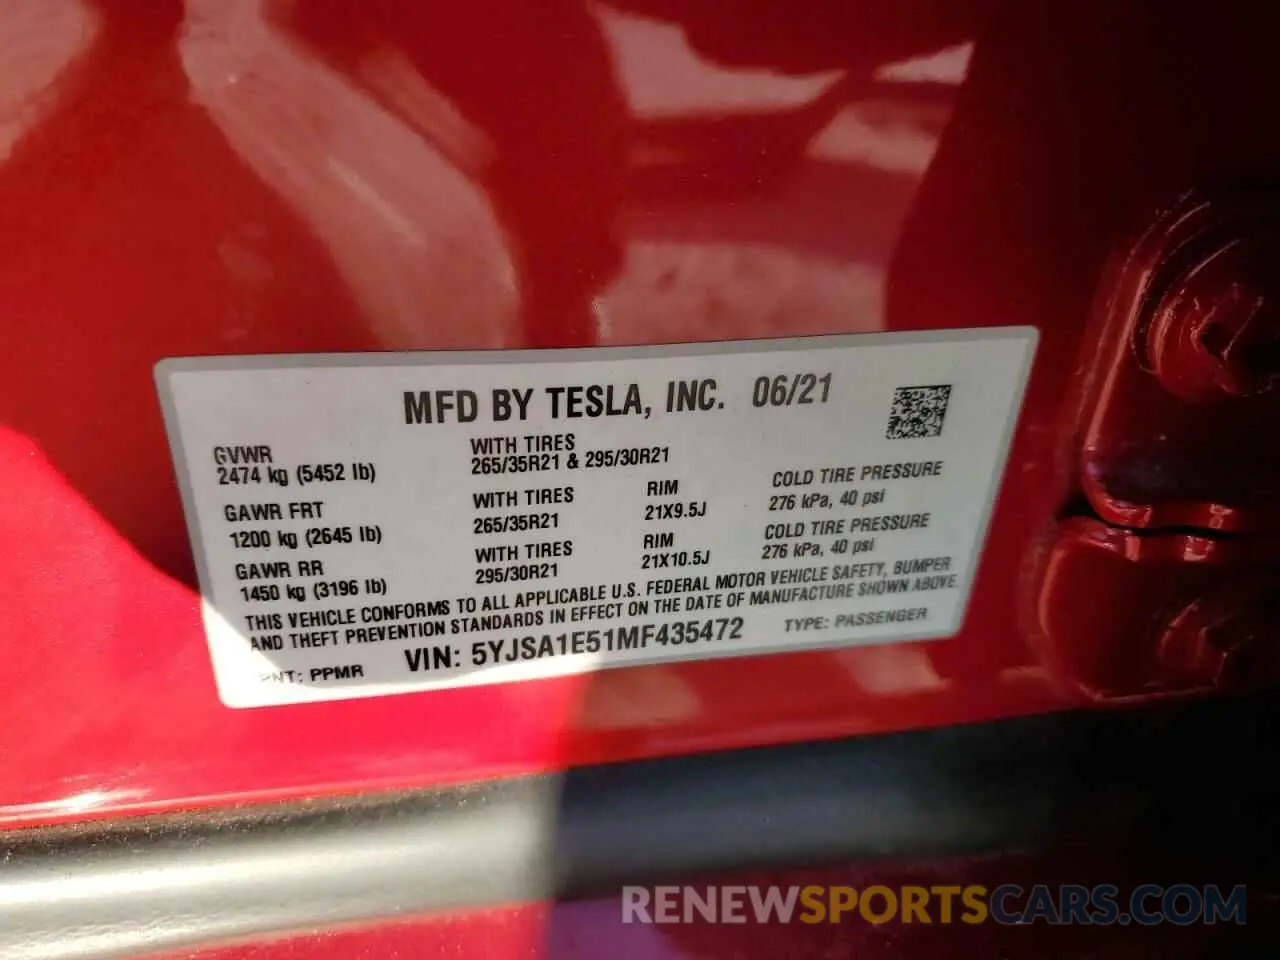 MFD BY TESLA, INC. 06/21
GVWR
2474 kg (5452 lb)
WITH TIRES
265/35R21 & 295/30R21
GAWR FRT
1200 kg (2645 lb)
WITH TIRES
265/35R21
RIM
21X9.5J
COLD TIRE PRESSURE
276 kPa, 40 psi
GAWR RR
1450 kg (3196 lb)
WITH TIRES
295/30R21
RIM
21X10.5J
COLD TIRE PRESSURE
276 kPa, 40 psi
THIS VEHICLE CONFORMS TO ALL APPLICABLE U.S. FEDERAL MOTOR VEHICLE SAFETY, BUMPER
AND THEFT PREVENTION STANDARDS IN EFFECT ON THE DATE OF MANUFACTURE SHOWN ABOVE
PNT: PPMR
VIN: 5YJSA1E51MF435472
TYPE: PASSENGER
RENEWSPORTSCARS.COM